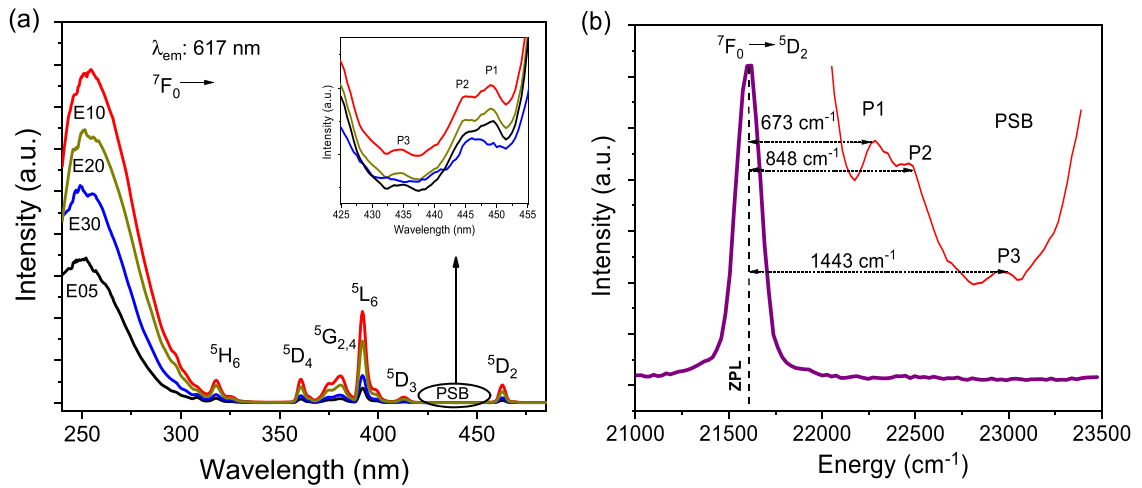 (a)
λem: 617 nm
⁷F₀ →
E10
E20
E30
E05
⁵H₆
⁵D₄
⁵G₂,₄
⁵L₆
⁵D₃
PSB
⁵D₂
Intensity (a.u.)
250 300 350 400 450
Wavelength (nm)
P1
P2
P3
Intensity (a.u.)
425 430 435 440 445 450 455
Wavelength (nm)
(b)
⁷F₀ → ⁵D₂
P1
PSB
673 cm⁻¹
P2
848 cm⁻¹
P3
1443 cm⁻¹
ZPL
Intensity (a.u.)
21000 21500 22000 22500 23000 23500
Energy (cm⁻¹)